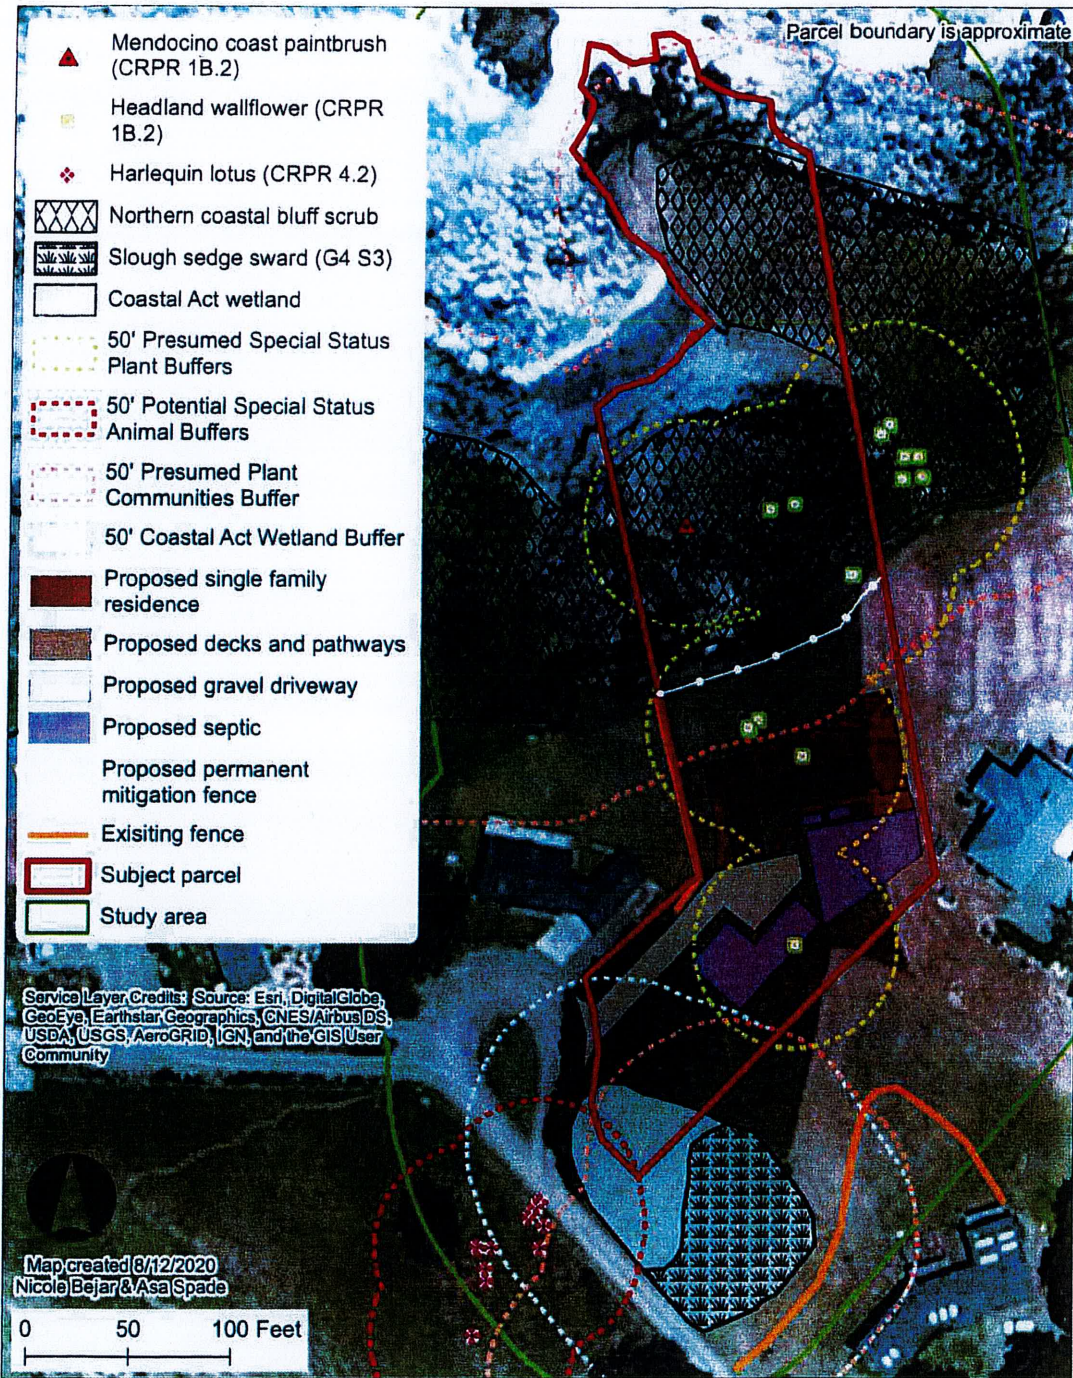 Parcel boundary is approximate
Mendocino coast paintbrush
(CRPR 1B.2)
Headland wallflower (CRPR
1B.2)
Harlequin lotus (CRPR 4.2)
Northern coastal bluff scrub
Slough sedge sward (G4 S3)
Coastal Act wetland
50' Presumed Special Status
Plant Buffers
50' Potential Special Status
Animal Buffers
50' Presumed Plant
Communities Buffer
50' Coastal Act Wetland Buffer
Proposed single family
residence
Proposed decks and pathways
Proposed gravel driveway
Proposed septic
Proposed permanent
mitigation fence
Exisiting fence
Subject parcel
Study area
Service Layer Credits: Source: Esri, DigitalGlobe,
GeoEye, Earthstar Geographics, CNES/Airbus DS,
USDA, USGS, AeroGRID, IGN, and the GIS User
Community
Map created 8/12/2020
Nicole Bejar & Asa Spade
0 50 100 Feet